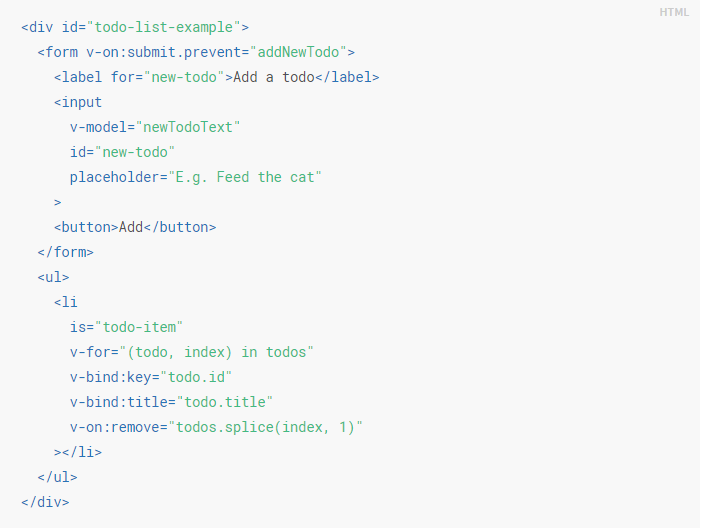 HTML
<div id="todo-list-example">
  <form v-on:submit.prevent="addNewTodo">
    <label for="new-todo">Add a todo</label>
    <input
      v-model="newTodoText"
      id="new-todo"
      placeholder="E.g. Feed the cat"
    >
    <button>Add</button>
  </form>
  <ul>
    <li
      is="todo-item"
      v-for="(todo, index) in todos"
      v-bind:key="todo.id"
      v-bind:title="todo.title"
      v-on:remove="todos.splice(index, 1)"
    ></li>
  </ul>
</div>